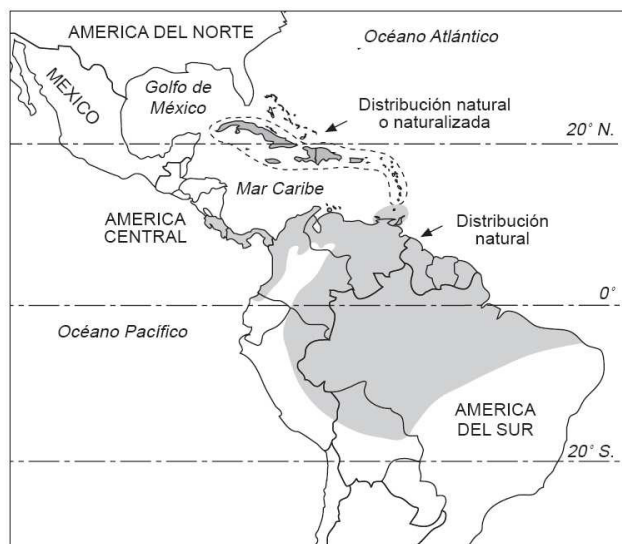 AMERICA DEL NORTE
Océano Atlántico
MEXICO
Golfo de
México
Distribución natural
o naturalizada
20° N.
Mar Caribe
AMERICA
CENTRAL
Distribución
natural
0°
Océano Pacífico
AMERICA
DEL SUR
20° S.